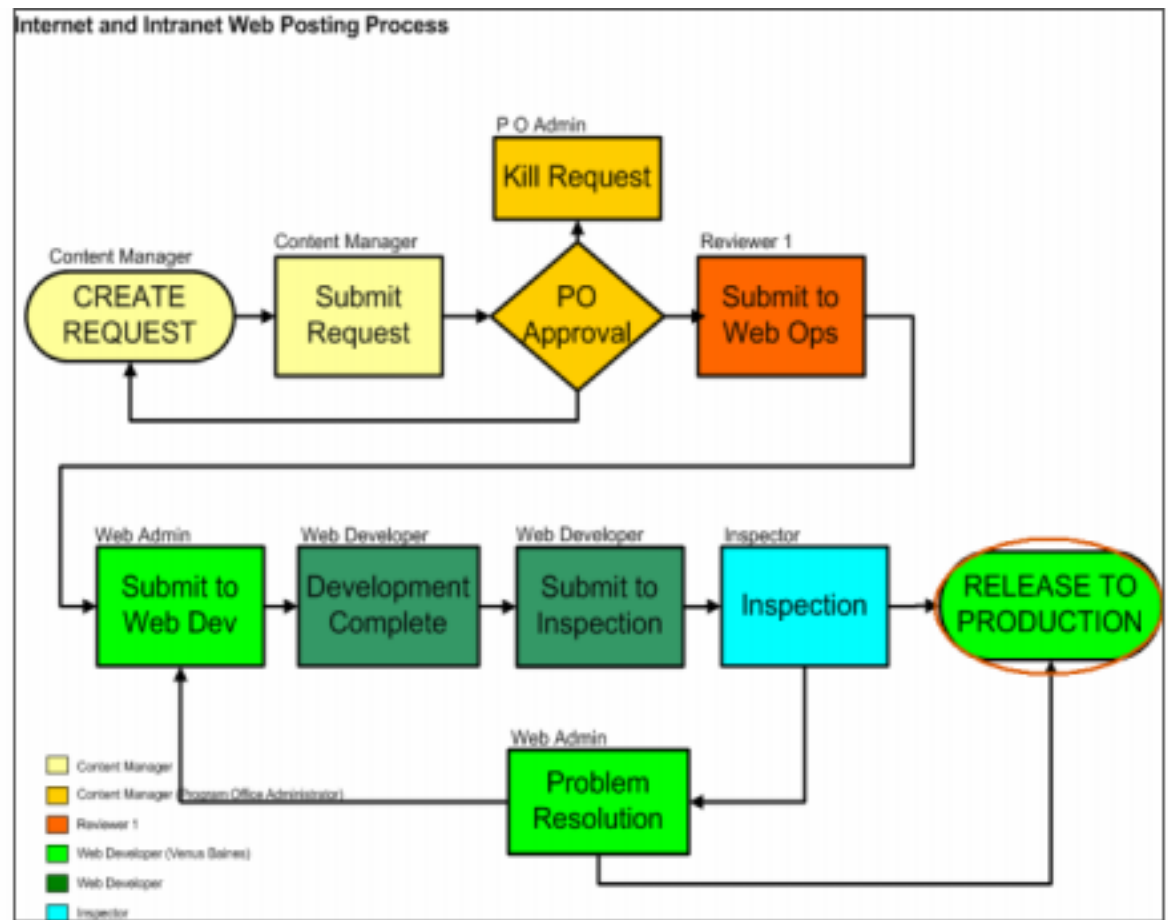 Internet and Intranet Web Posting Process
P O Admin
Kill Request
Content Manager
CREATE
REQUEST
Content Manager
Submit
Request
PO
Approval
Reviewer 1
Submit to
Web Ops
Web Admin
Submit to
Web Dev
Web Developer
Development
Complete
Web Developer
Submit to
Inspection
Inspector
Inspection
RELEASE TO
PRODUCTION
Web Admin
Problem
Resolution
Content Manager
Content Manager (Program Office Administrator)
Reviewer 1
Web Developer (Venus Baines)
Web Developer
Inspector